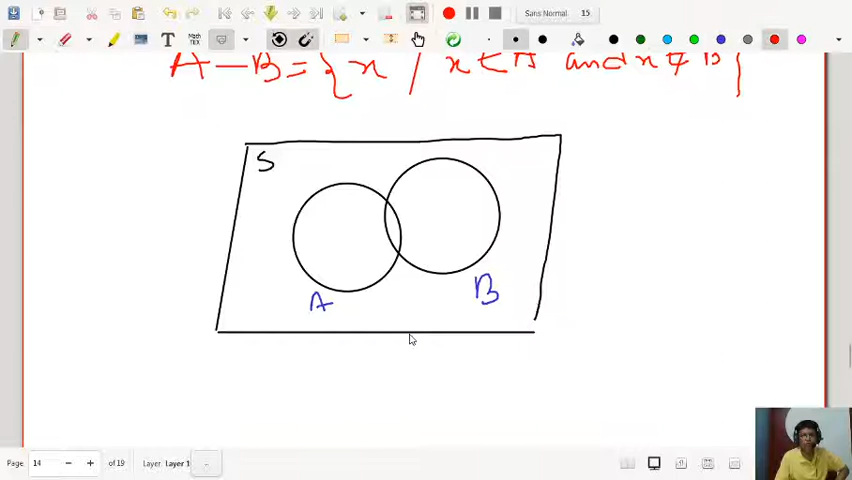 Sans Normal 15
A - B = { x / x ∈ A and x ∉ B }
S
A
B
Page 14 of 19 Layer: layer 1